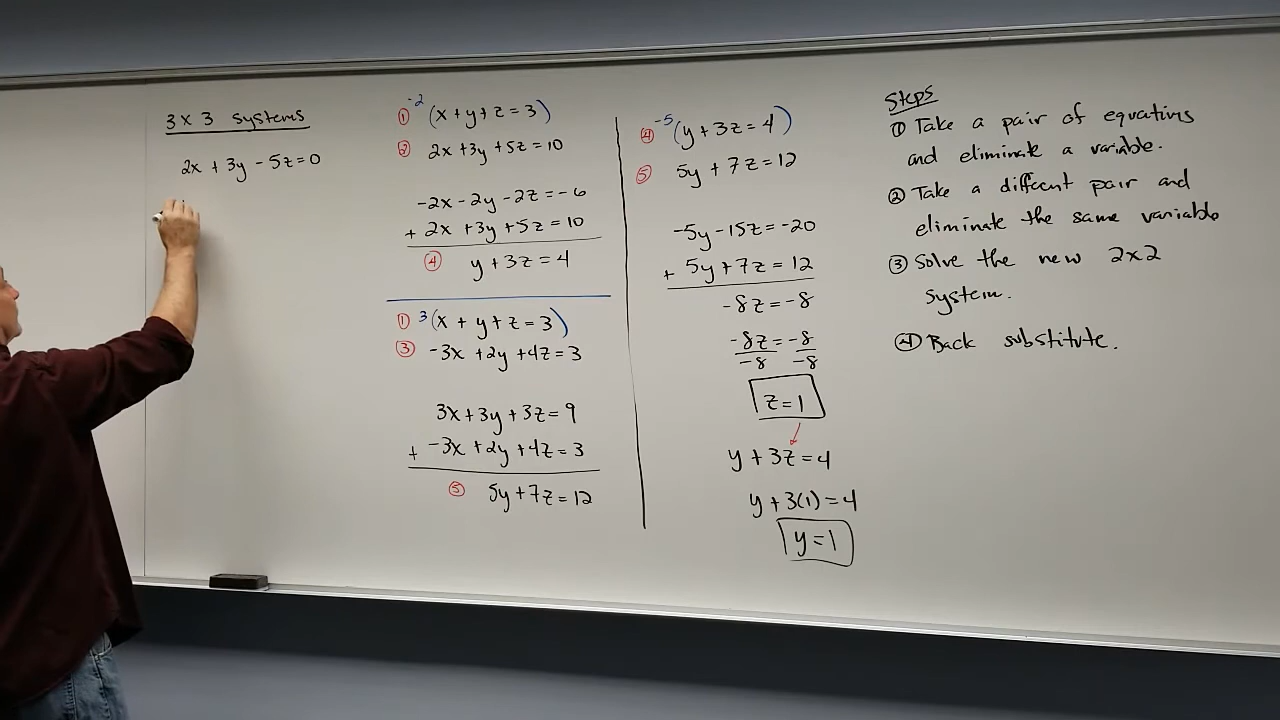 3 x 3 systems
2x + 3y - 5z = 0
① -2 (x + y + z = 3)
② 2x + 3y + 5z = 10
-2x - 2y - 2z = -6
+ 2x + 3y + 5z = 10
④ y + 3z = 4
① 3 (x + y + z = 3)
③ -3x + 2y + 4z = 3
3x + 3y + 3z = 9
+ -3x + 2y + 4z = 3
⑤ 5y + 7z = 12
④ -5 (y + 3z = 4)
⑤ 5y + 7z = 12
-5y - 15z = -20
+ 5y + 7z = 12
-8z = -8
-8z = -8
-8 -8
z = 1
y + 3z = 4
y + 3(1) = 4
y = 1
Steps
① Take a pair of equations
and eliminate a variable.
② Take a different pair and
eliminate the same variable
③ Solve the new 2x2
system.
④ Back substitute.